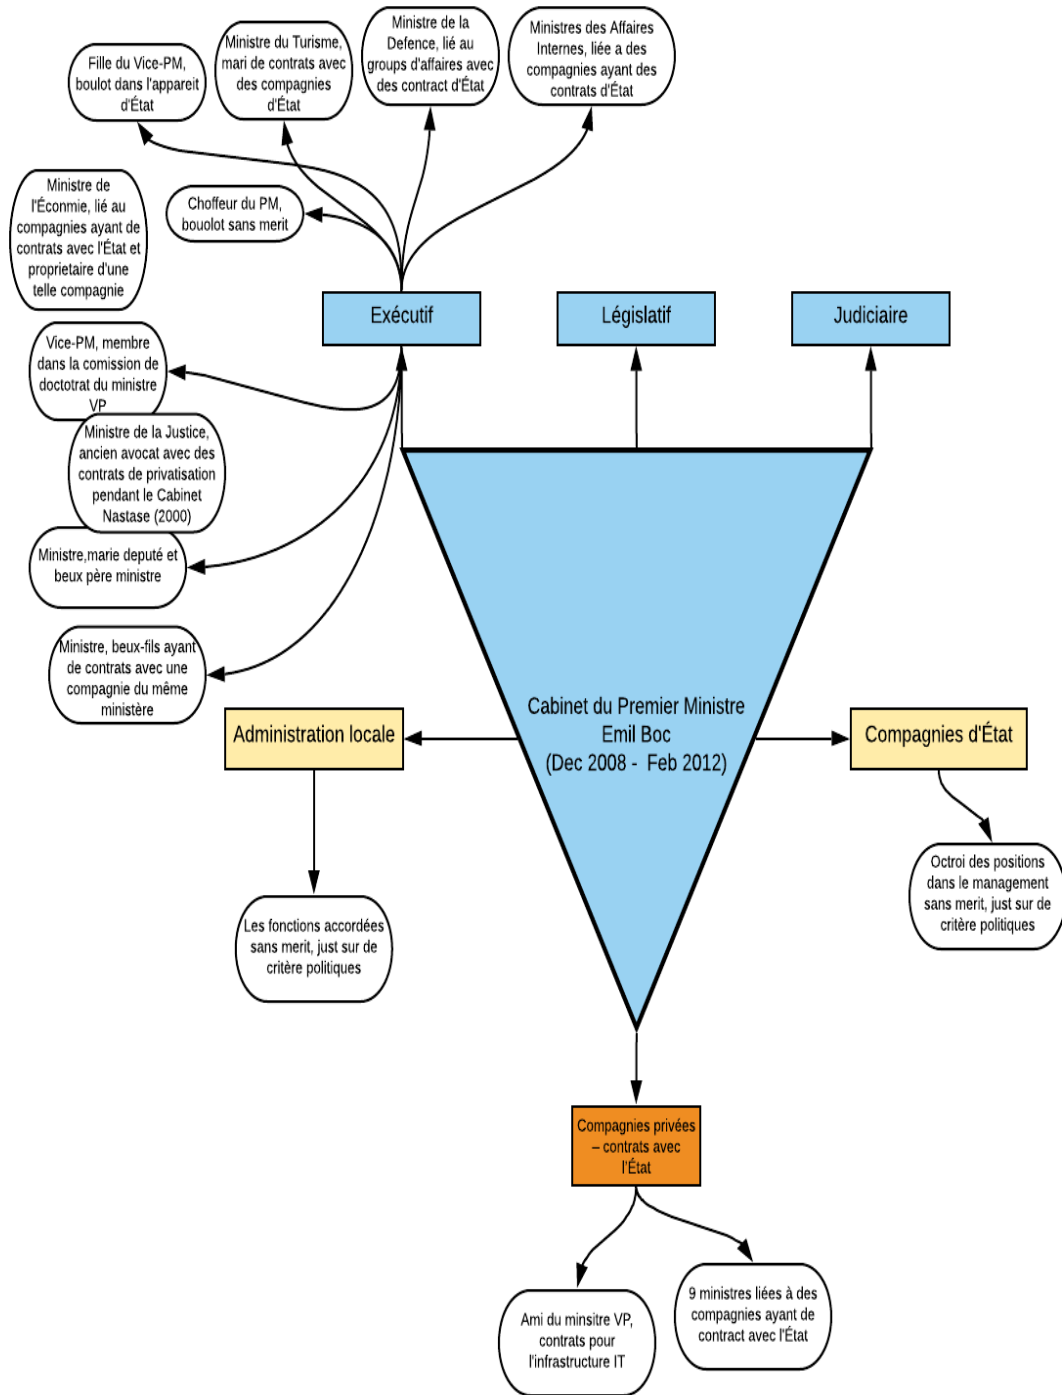 Fille du Vice-PM,
boulot dans l'appareit
d'État
Ministre du Turisme,
mari de contrats avec
des compagnies
d'État
Ministre de la
Defence, lié au
groups d'affaires avec
des contract d'État
Ministres des Affaires
Internes, liée a des
compagnies ayant des
contrats d'État
Ministre de
l'Éconmie, lié au
compagnies ayant de
contrats avec l'État et
proprietaire d'une
telle compagnie
Choffeur du PM,
bouolot sans merit
Exécutif
Législatif
Judiciaire
Vice-PM, membre
dans la comission de
doctotrat du ministre
VP
Ministre de la Justice,
ancien avocat avec des
contrats de privatisation
pendant le Cabinet
Nastase (2000)
Ministre,marie deputé et
beux père ministre
Ministre, beux-fils ayant
de contrats avec une
compagnie du même
ministère
Cabinet du Premier Ministre
Emil Boc
(Dec 2008 - Feb 2012)
Administration locale
Compagnies d'État
Les fonctions accordées
sans merit, just sur de
critère politiques
Octroi des positions
dans le management
sans merit, just sur de
critère politiques
Compagnies privées
– contrats avec
l'État
Ami du minsitre VP,
contrats pour
l'infrastructure IT
9 ministres liées à des
compagnies ayant de
contract avec l'État